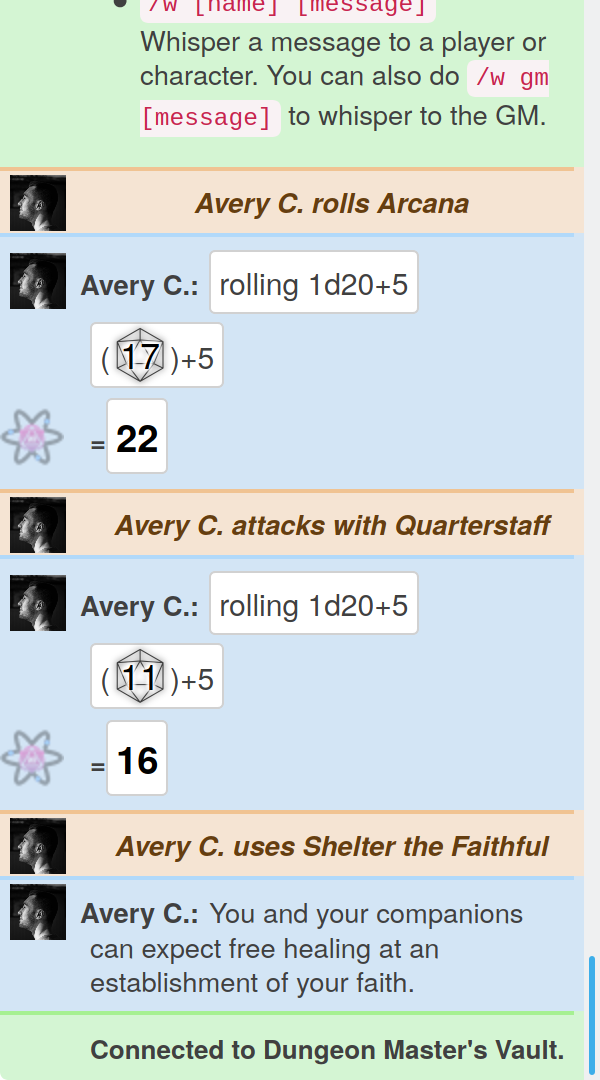 /w [name] [message]
Whisper a message to a player or
character. You can also do /w gm
[message] to whisper to the GM.
Avery C. rolls Arcana
Avery C.: rolling 1d20+5
(17)+5
=22
Avery C. attacks with Quarterstaff
Avery C.: rolling 1d20+5
(11)+5
=16
Avery C. uses Shelter the Faithful
Avery C.: You and your companions
can expect free healing at an
establishment of your faith.
Connected to Dungeon Master's Vault.